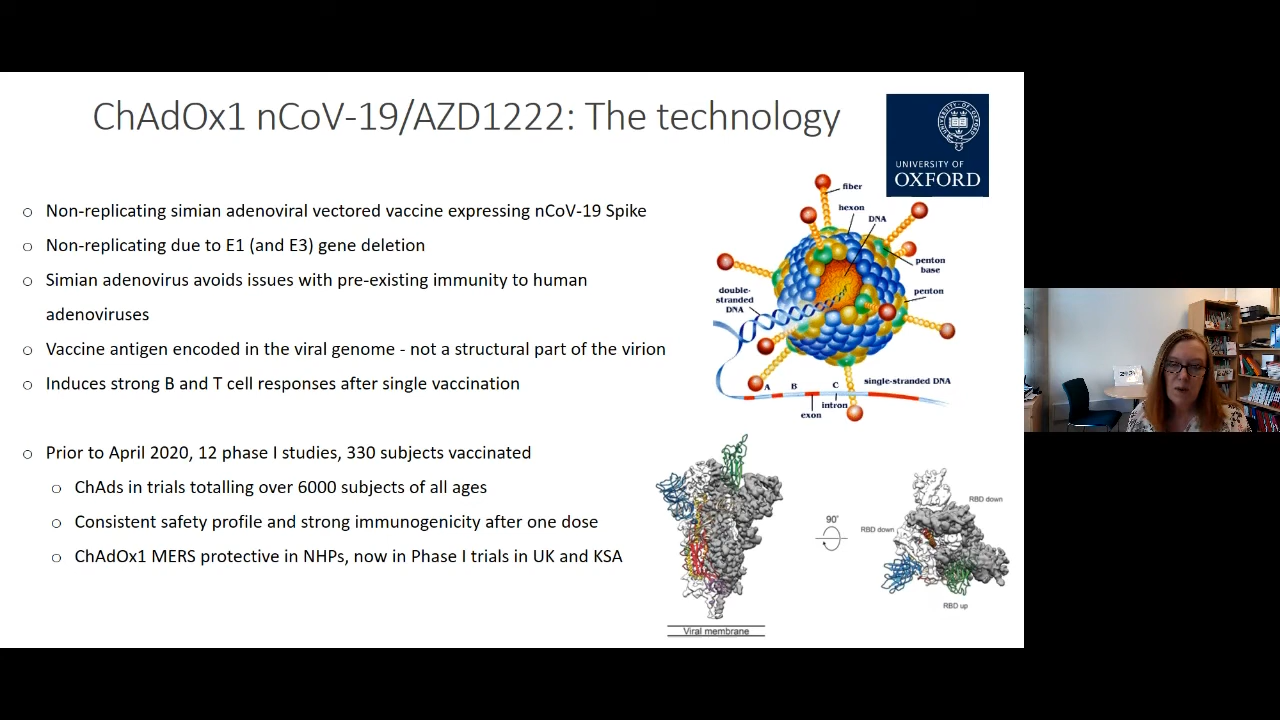 ChAdOx1 nCoV-19/AZD1222: The technology
UNIVERSITY OF
OXFORD
○ Non-replicating simian adenoviral vectored vaccine expressing nCoV-19 Spike
○ Non-replicating due to E1 (and E3) gene deletion
○ Simian adenovirus avoids issues with pre-existing immunity to human
adenoviruses
○ Vaccine antigen encoded in the viral genome - not a structural part of the virion
○ Induces strong B and T cell responses after single vaccination
○ Prior to April 2020, 12 phase I studies, 330 subjects vaccinated
○ ChAds in trials totalling over 6000 subjects of all ages
○ Consistent safety profile and strong immunogenicity after one dose
○ ChAdOx1 MERS protective in NHPs, now in Phase I trials in UK and KSA
fiber
hexon
DNA
penton
base
penton
double-
stranded
DNA
A B C
single-stranded DNA
intron
exon
90°
RBD down
RBD down
RBD up
Viral membrane